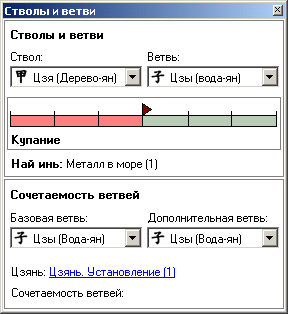 Стволы и ветви
Стволы и ветви
Ствол: Ветвь:
甲 Цзя (Дерево-ян) 子 Цзы (вода-ян)
Купание
Най инь: Металл в море (1)
Сочетаемость ветвей
Базовая ветвь: Дополнительная ветвь:
子 Цзы (Вода-ян) 子 Цзы (Вода-ян)
Цзянь: Цзянь. Установление (1)
Сочетаемость ветвей: